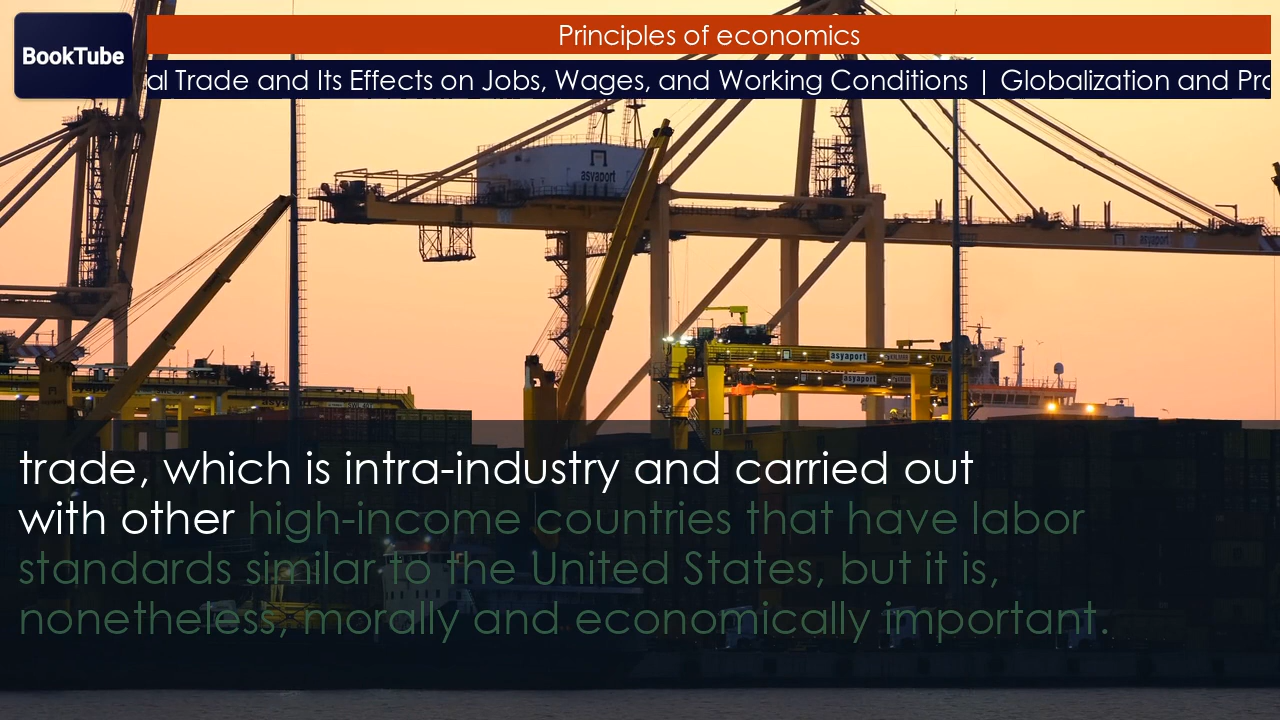 BookTube
Principles of economics
al Trade and Its Effects on Jobs, Wages, and Working Conditions | Globalization and Pro
asyaport
asyaport
asyaport
trade, which is intra-industry and carried out
with other high-income countries that have labor
standards similar to the United States, but it is,
nonetheless, morally and economically important.